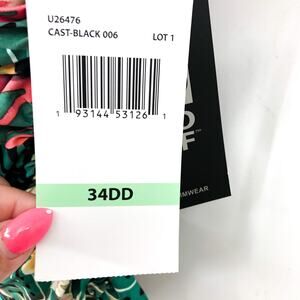 U26476
CAST-BLACK 006 LOT 1
1 93144 53126 1
34DD